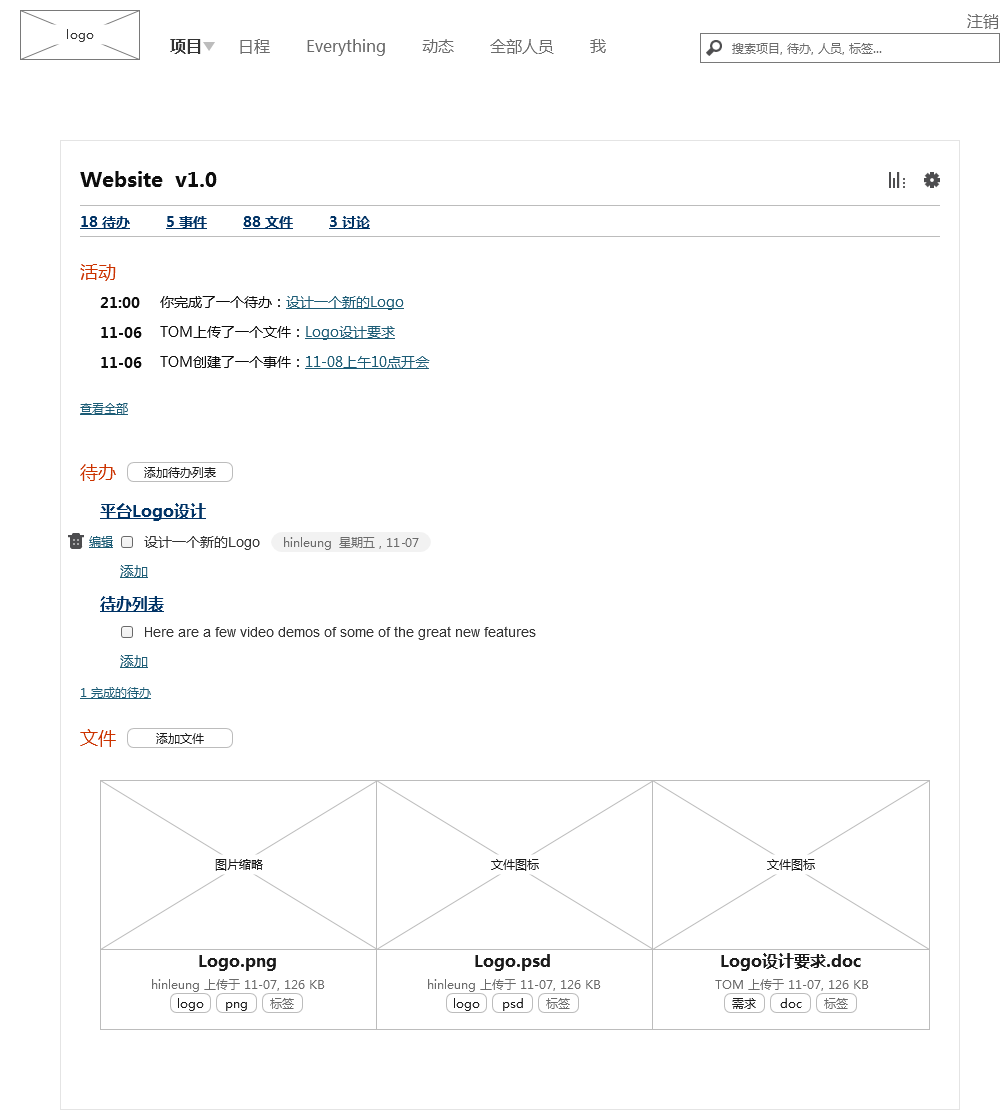 注销
logo
项目 日程 Everything 动态 全部人员 我
搜索项目, 待办, 人员, 标签...
Website v1.0
18 待办 5 事件 88 文件 3 讨论
活动
21:00 你完成了一个待办：设计一个新的Logo
11-06 TOM上传了一个文件：Logo设计要求
11-06 TOM创建了一个事件：11-08上午10点开会
查看全部
待办 添加待办列表
平台Logo设计
编辑 设计一个新的Logo hinleung 星期五 , 11-07
添加
待办列表
Here are a few video demos of some of the great new features
添加
1 完成的待办
文件 添加文件
图片缩略 文件图标 文件图标
Logo.png Logo.psd Logo设计要求.doc
hinleung 上传于 11-07, 126 KB hinleung 上传于 11-07, 126 KB TOM 上传于 11-07, 126 KB
logo png 标签 logo psd 标签 需求 doc 标签